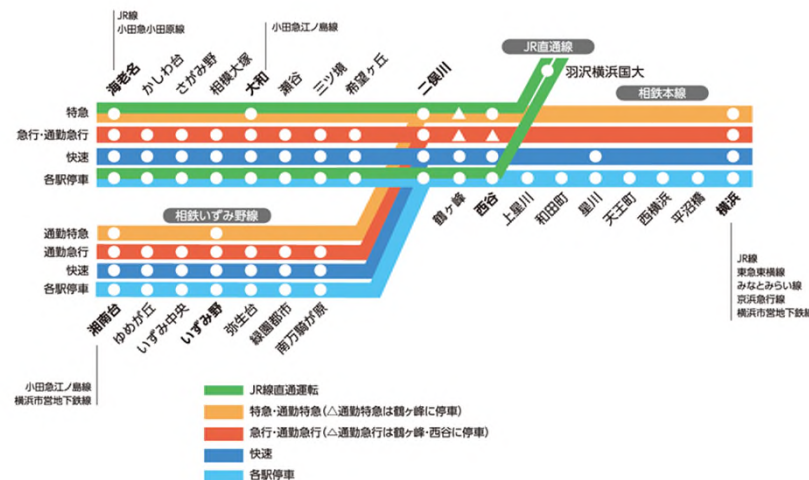 JR線
小田急小田原線
小田急江ノ島線
海老名
かしわ台
さがみ野
相模大塚
大和
瀬谷
三ツ境
希望ヶ丘
二俣川
JR直通線
羽沢横浜国大
相鉄本線
特急
急行・通勤急行
快速
各駅停車
鶴ヶ峰
西谷
上星川
和田町
星川
天王町
西横浜
平沼橋
横浜
相鉄いずみ野線
通勤特急
通勤急行
快速
各駅停車
湘南台
ゆめが丘
いずみ中央
いずみ野
弥生台
緑園都市
南万騎が原
JR線
東急東横線
みなとみらい線
京浜急行線
横浜市営地下鉄線
小田急江ノ島線
横浜市営地下鉄線
JR線直通運転
特急・通勤特急(△通勤特急は鶴ヶ峰に停車)
急行・通勤急行(△通勤急行は鶴ヶ峰・西谷に停車)
快速
各駅停車